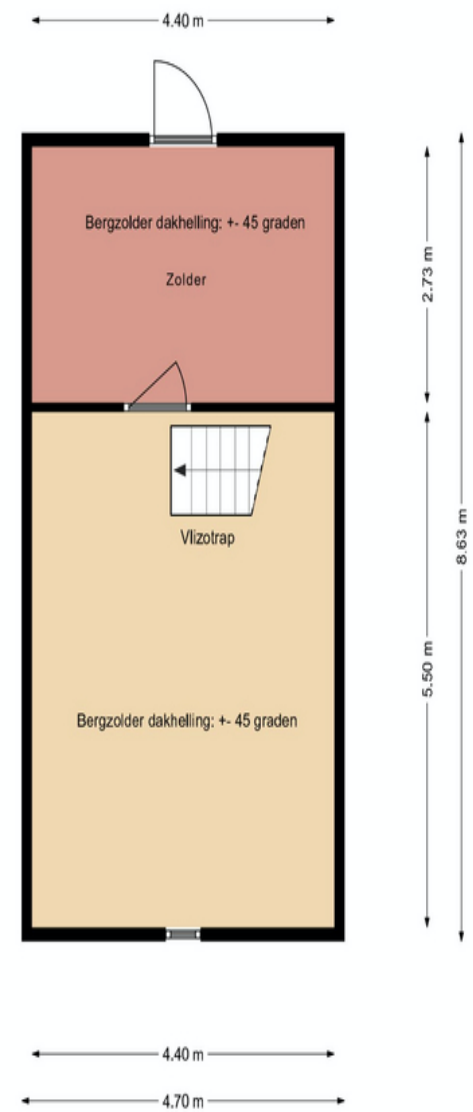 4.40 m
Bergzolder dakhelling: +- 45 graden
Zolder
2.73 m
Vlizotrap
8.63 m
5.50 m
Bergzolder dakhelling: +- 45 graden
4.40 m
4.70 m